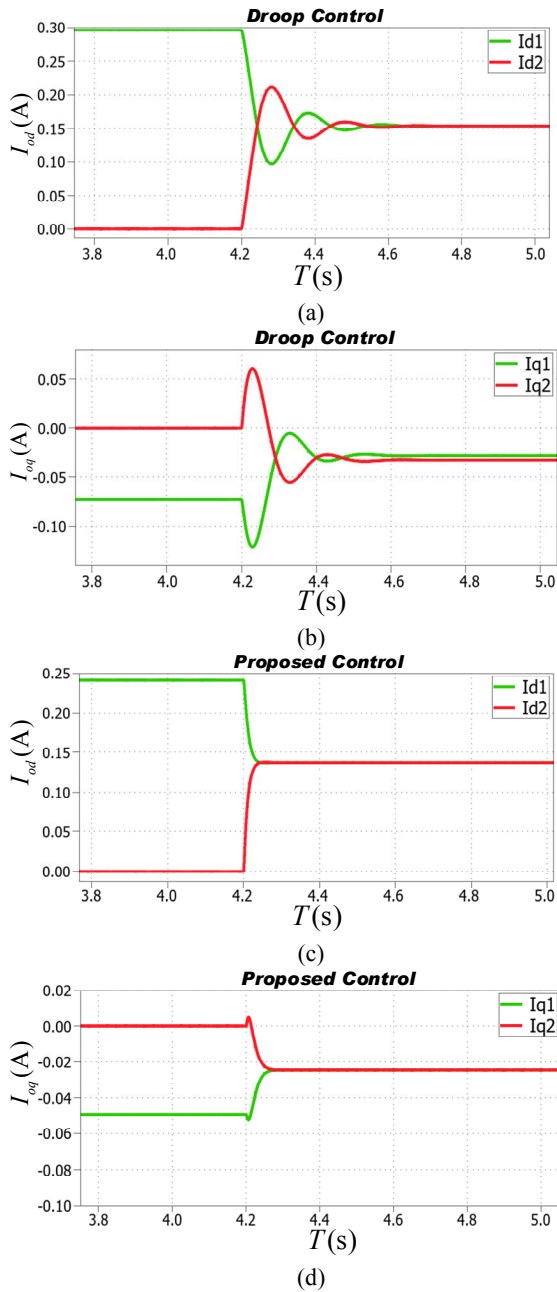 Droop Control
Id1
Id2
0.30
0.25
0.20
0.15
0.10
0.05
0.00
I_od (A)
3.8 4.0 4.2 4.4 4.6 4.8 5.0
T(s)
(a)
Droop Control
Iq1
Iq2
0.05
0.00
-0.05
-0.10
I_oq (A)
3.8 4.0 4.2 4.4 4.6 4.8 5.0
T(s)
(b)
Proposed Control
Id1
Id2
0.25
0.20
0.15
0.10
0.05
0.00
I_od (A)
3.8 4.0 4.2 4.4 4.6 4.8 5.0
T(s)
(c)
Proposed Control
Iq1
Iq2
0.02
0.00
-0.02
-0.04
-0.06
-0.08
-0.10
I_oq (A)
3.8 4.0 4.2 4.4 4.6 4.8 5.0
T(s)
(d)